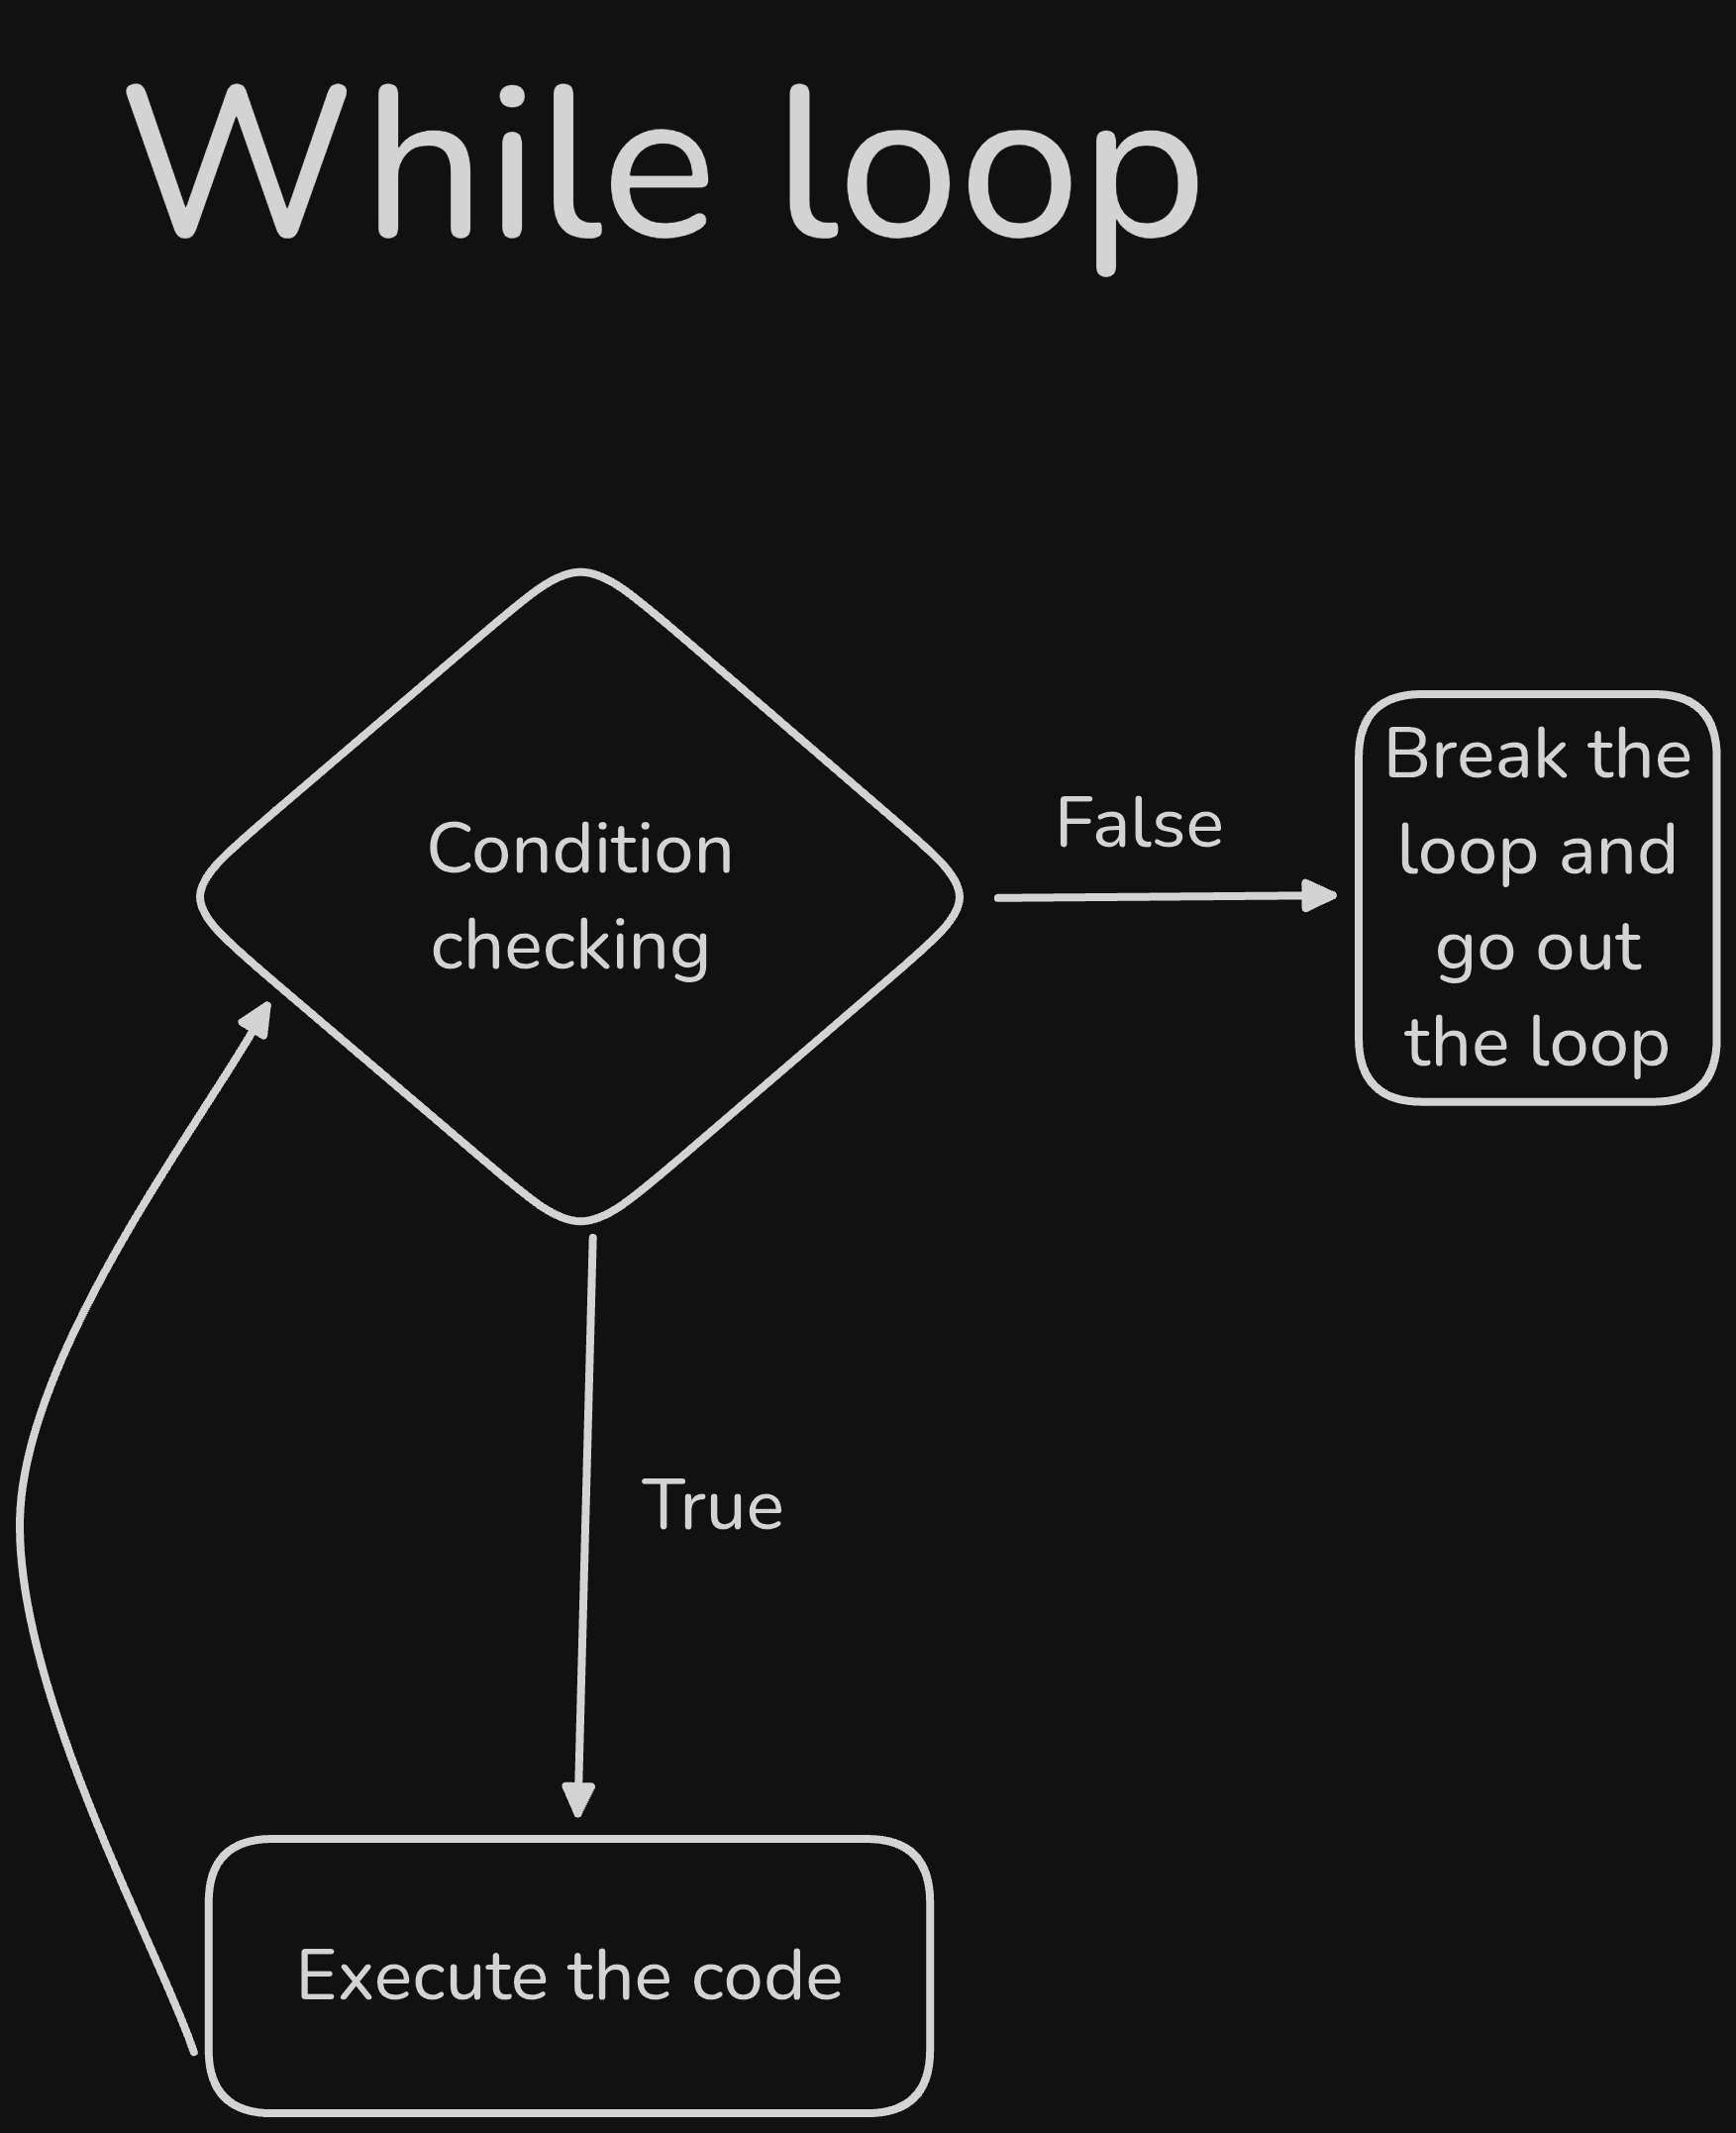 While loop
Condition
checking
False
Break the
loop and
go out
the loop
True
Execute the code